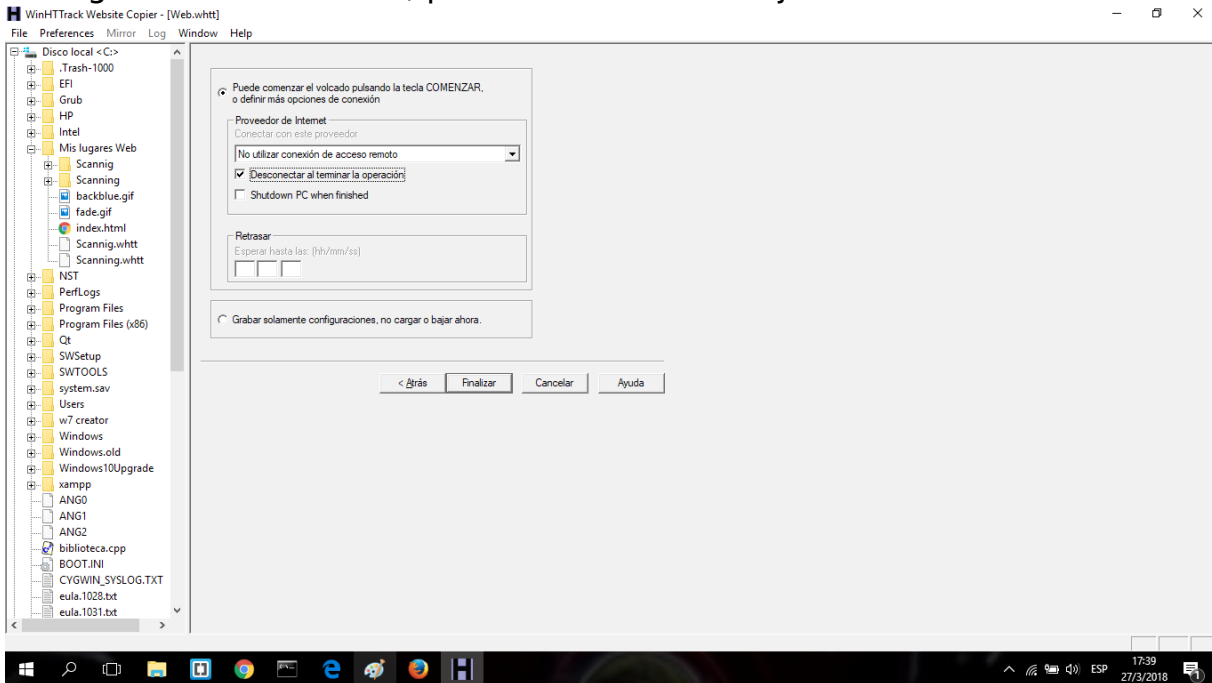 WinHTTrack Website Copier - [Web.whtt]
File Preferences Mirror Log Window Help
Disco local <C:>
.Trash-1000
EFI
Grub
HP
Intel
Mis lugares Web
Scannig
Scanning
backblue.gif
fade.gif
index.html
Scannig.whtt
Scanning.whtt
NST
PerfLogs
Program Files
Program Files (x86)
Qt
SWSetup
SWTOOLS
system.sav
Users
w7 creator
Windows
Windows.old
Windows10Upgrade
xampp
ANG0
ANG1
ANG2
biblioteca.cpp
BOOT.INI
CYGWIN_SYSLOG.TXT
eula.1028.txt
eula.1031.txt
Puede comenzar el volcado pulsando la tecla COMENZAR,
o definir más opciones de conexión
Proveedor de Internet
Conectar con este proveedor
No utilizar conexión de acceso remoto
Desconectar al terminar la operación
Shutdown PC when finished
Retrasar
Esperar hasta las: (hh/mm/ss)
Grabar solamente configuraciones, no cargar o bajar ahora.
< Atrás Finalizar Cancelar Ayuda
ESP
17:39
27/3/2018